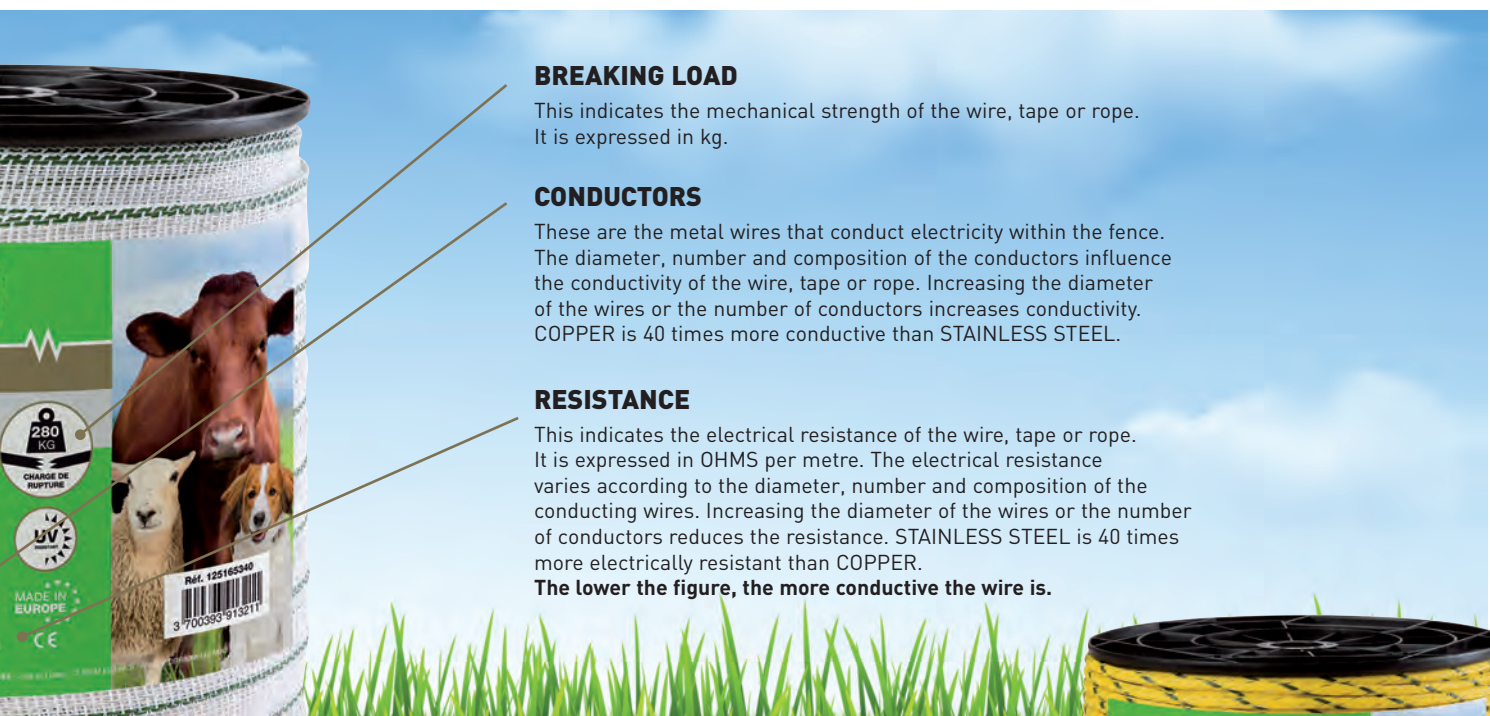 BREAKING LOAD
This indicates the mechanical strength of the wire, tape or rope.
It is expressed in kg.
CONDUCTORS
These are the metal wires that conduct electricity within the fence.
The diameter, number and composition of the conductors influence
the conductivity of the wire, tape or rope. Increasing the diameter
of the wires or the number of conductors increases conductivity.
COPPER is 40 times more conductive than STAINLESS STEEL.
RESISTANCE
This indicates the electrical resistance of the wire, tape or rope.
It is expressed in OHMS per metre. The electrical resistance
varies according to the diameter, number and composition of the
conducting wires. Increasing the diameter of the wires or the number
of conductors reduces the resistance. STAINLESS STEEL is 40 times
more electrically resistant than COPPER.
The lower the figure, the more conductive the wire is.
280
KG
CHARGE DE
RUPTURE
UV
RESISTANT
MADE IN
EUROPE
CE
Réf. 125165340
3 700393 913211